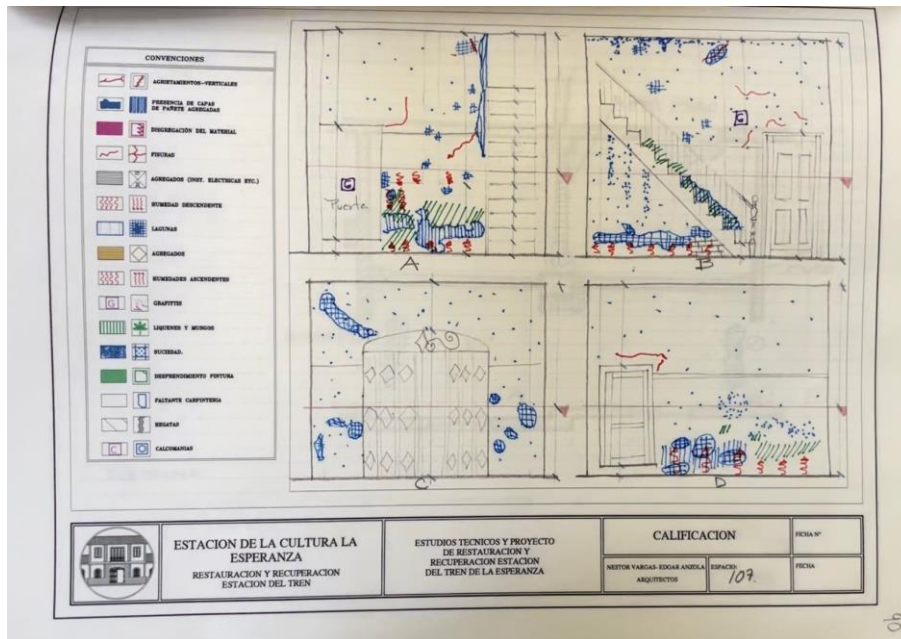 CONVENCIONES
AGRIETAMIENTOS-VERTICALES
PRESENCIA DE CAPAS
DE PAÑETE AGREGADAS
DISGREGACIÓN DEL MATERIAL
FISURAS
AGREGADOS (INST. ELECTRICAS ETC.)
HUMEDAD DESCENDENTE
LAGUNAS
AGREGADOS
HUMEDADES ASCENDENTES
G
GRAFITTIS
LIQUENES Y MUSGOS
SUCIEDAD.
DESPRENDIMIENTO PINTURA
FALTANTE CARPINTERIA
REGATAS
C
CALCOMANIAS
G
Puerta
A
G
B
C
D
ESTACION DE LA CULTURA LA
ESPERANZA
RESTAURACION Y RECUPERACION
ESTACION DEL TREN
ESTUDIOS TECNICOS Y PROYECTO
DE RESTAURACION Y
RECUPERACION ESTACION
DEL TREN DE LA ESPERANZA
CALIFICACION
NESTOR VARGAS- EDGAR ANZOLA
ARQUITECTOS
ESPACIO:
107.
FICHA Nº
FECHA